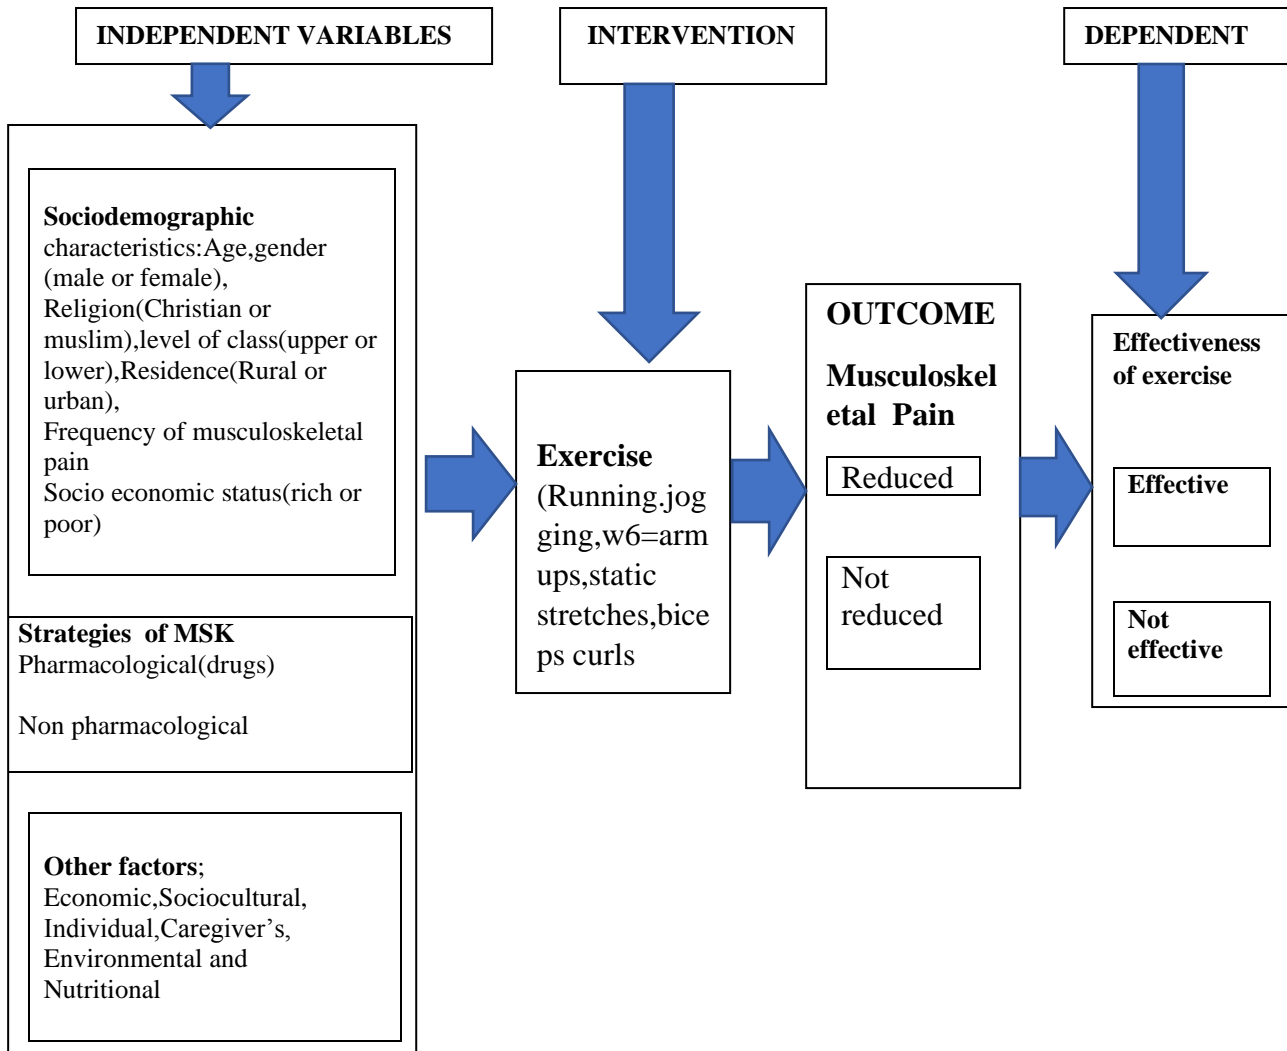 INDEPENDENT VARIABLES
INTERVENTION
DEPENDENT
Sociodemographic
characteristics:Age,gender
(male or female),
Religion(Christian or
muslim),level of class(upper or
lower),Residence(Rural or
urban),
Frequency of musculoskeletal
pain
Socio economic status(rich or
poor)
Strategies of MSK
Pharmacological(drugs)
Non pharmacological
Other factors;
Economic,Sociocultural,
Individual,Caregiver’s,
Environmental and
Nutritional
Exercise
(Running.jog
ging,w6=arm
ups,static
stretches,bice
ps curls
OUTCOME
Musculoskel
etal Pain
Reduced
Not
reduced
Effectiveness
of exercise
Effective
Not
effective